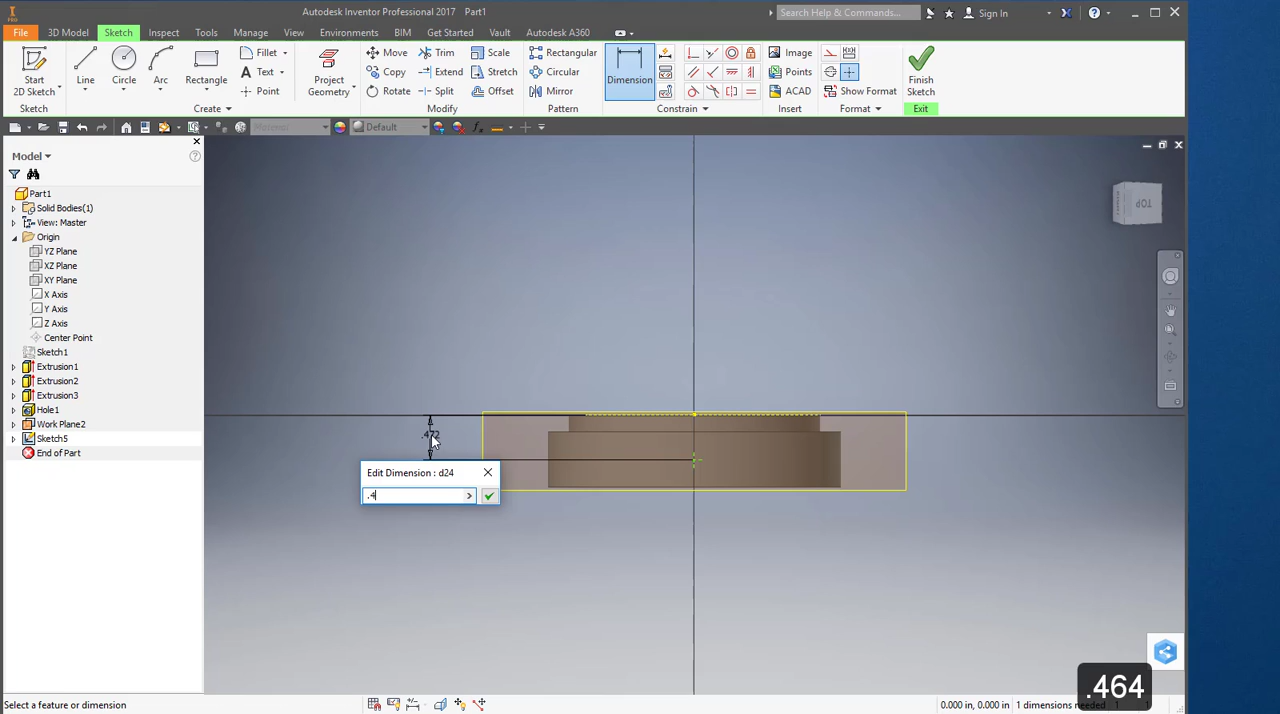 Autodesk Inventor Professional 2017 Part1
Search Help & Commands...
Sign In
File 3D Model Sketch Inspect Tools Manage View Environments BIM Get Started Vault Autodesk A360
Start 2D Sketch
Line
Circle
Arc
Rectangle
Fillet
Text
Point
Project Geometry
Move
Copy
Rotate
Trim
Extend
Split
Scale
Stretch
Offset
Rectangular
Circular
Mirror
Dimension
Image
Points
ACAD
Show Format
Finish Sketch
Sketch Create Modify Pattern Constrain Insert Format Exit
Material Default
Model
Part1
Solid Bodies(1)
View: Master
Origin
YZ Plane
XZ Plane
XY Plane
X Axis
Y Axis
Z Axis
Center Point
Sketch1
Extrusion1
Extrusion2
Extrusion3
Hole1
Work Plane2
Sketch5
End of Part
TOP
.472
Edit Dimension : d24
.4
.464
Select a feature or dimension
0.000 in, 0.000 in 1 dimensions needed 1 1